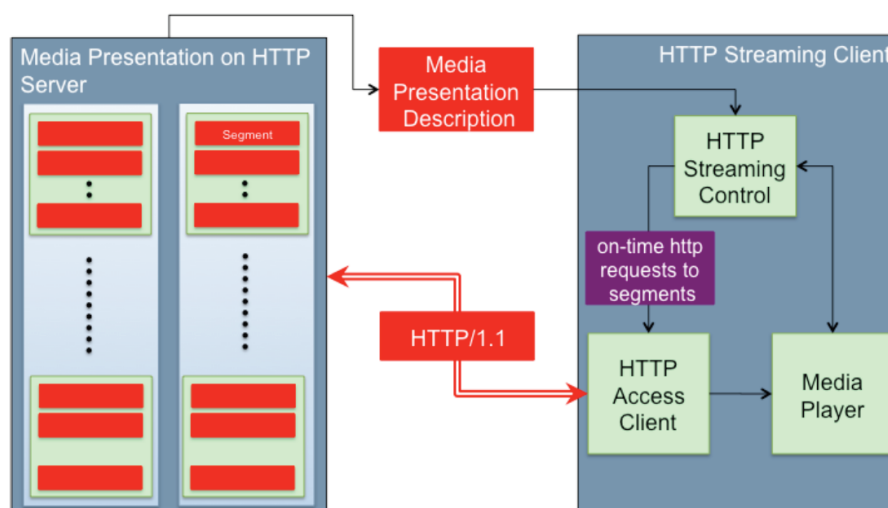 Media Presentation on HTTP
Server
Segment
Media
Presentation
Description
HTTP Streaming Client
HTTP
Streaming
Control
on-time http
requests to
segments
HTTP/1.1
HTTP
Access
Client
Media
Player